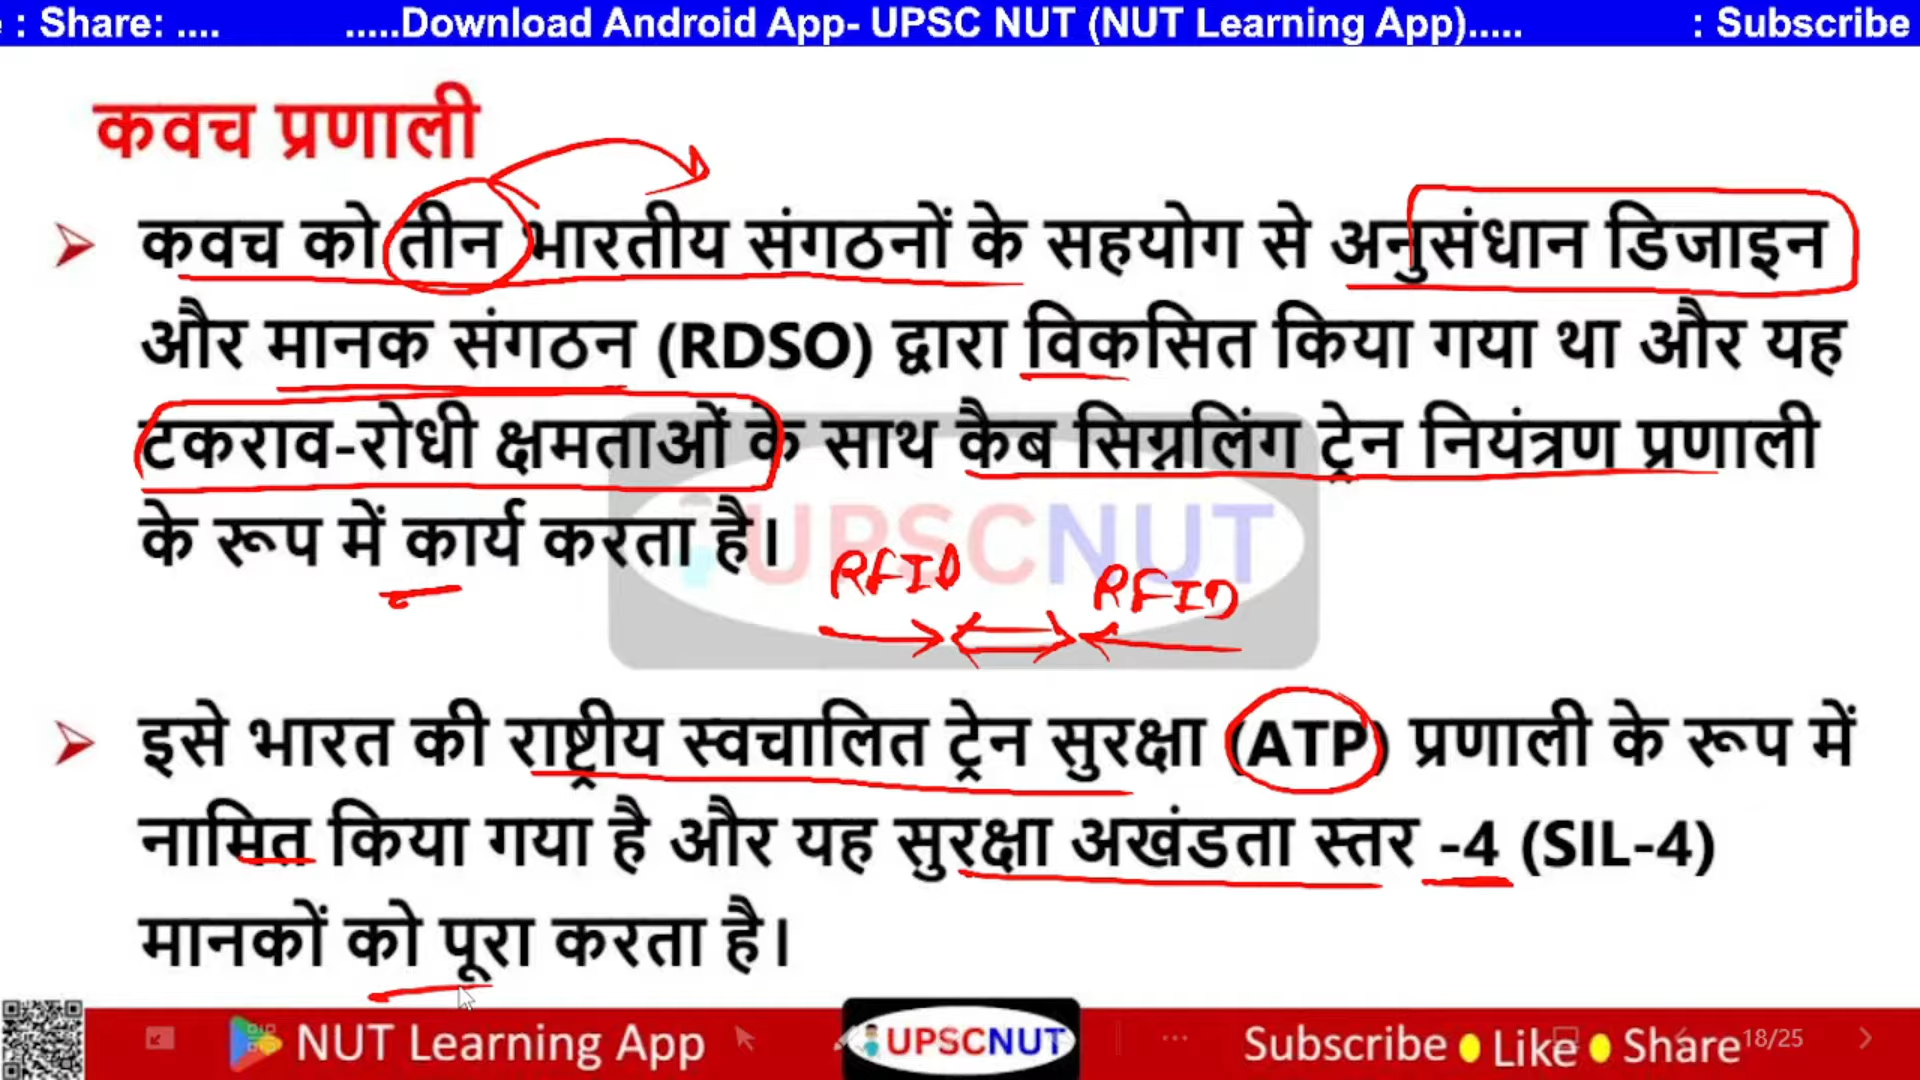 : Share: .... .....Download Android App- UPSC NUT (NUT Learning App)..... : Subscribe
कवच प्रणाली
कवच को तीन भारतीय संगठनों के सहयोग से अनुसंधान डिजाइन
और मानक संगठन (RDSO) द्वारा विकसित किया गया था और यह
टकराव-रोधी क्षमताओं के साथ कैब सिग्नलिंग ट्रेन नियंत्रण प्रणाली
के रूप में कार्य करता है।
UPSCNUT
RFID RFID
इसे भारत की राष्ट्रीय स्वचालित ट्रेन सुरक्षा (ATP) प्रणाली के रूप में
नामित किया गया है और यह सुरक्षा अखंडता स्तर -4 (SIL-4)
मानकों को पूरा करता है।
NUT Learning App UPSCNUT Subscribe Like Share 18/25